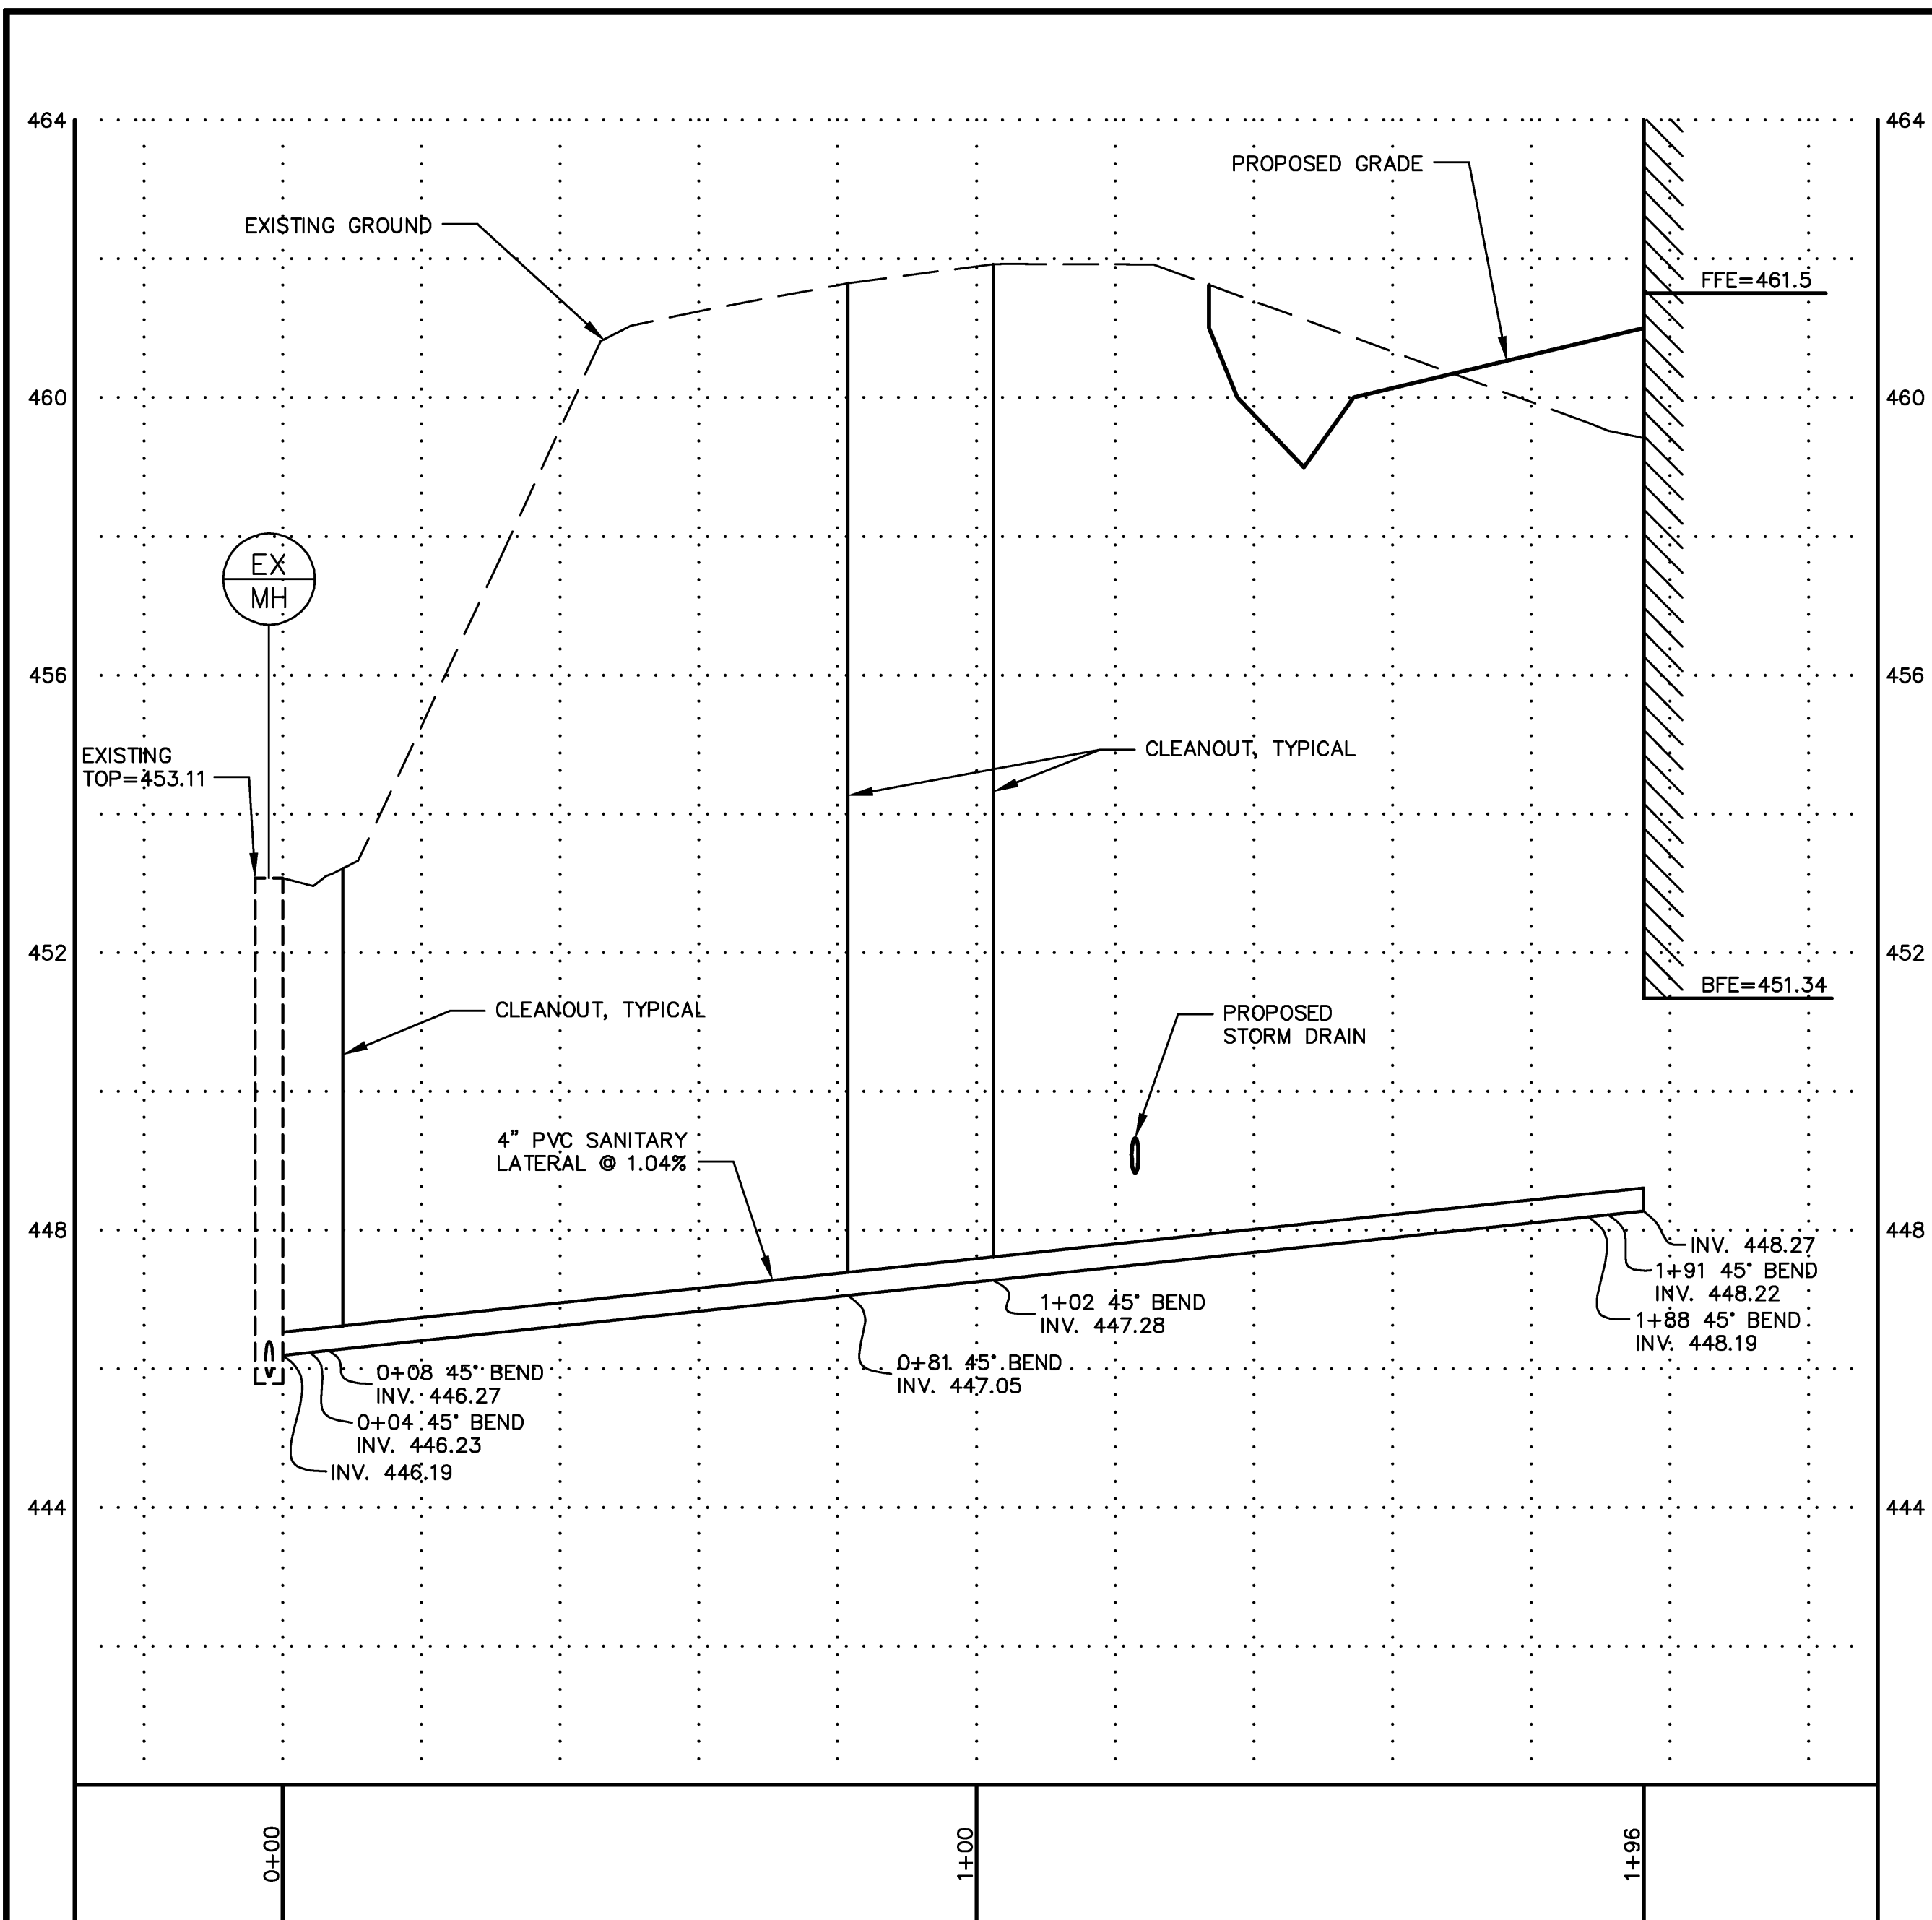 464
464
PROPOSED GRADE
EXISTING GROUND
FFE=461.5
460
460
EX
MH
456
456
EXISTING
TOP=453.11
CLEANOUT, TYPICAL
452
452
BFE=451.34
CLEANOUT, TYPICAL
PROPOSED
STORM DRAIN
4" PVC SANITARY
LATERAL @ 1.04%
448
448
INV. 448.27
1+91 45° BEND
INV. 448.22
1+88 45° BEND
INV. 448.19
1+02 45° BEND
INV. 447.28
0+81 45° BEND
INV. 447.05
0+08 45° BEND
INV. 446.27
0+04 45° BEND
INV. 446.23
INV. 446.19
444
444
0+00
1+00
1+96